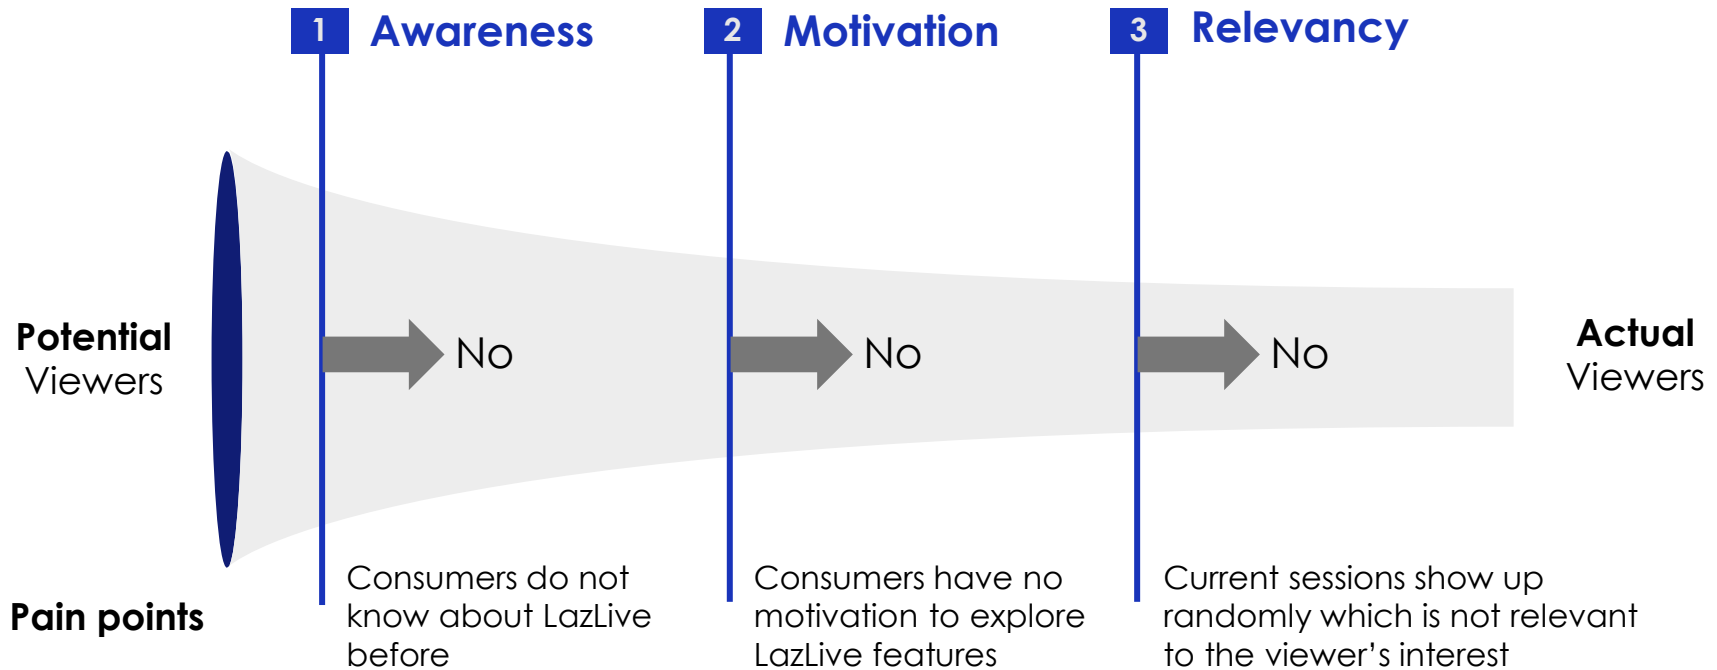 1 Awareness
2 Motivation
3 Relevancy
Potential
Viewers
No
No
No
Actual
Viewers
Pain points
Consumers do not
know about LazLive
before
Consumers have no
motivation to explore
LazLive features
Current sessions show up
randomly which is not relevant
to the viewer’s interest